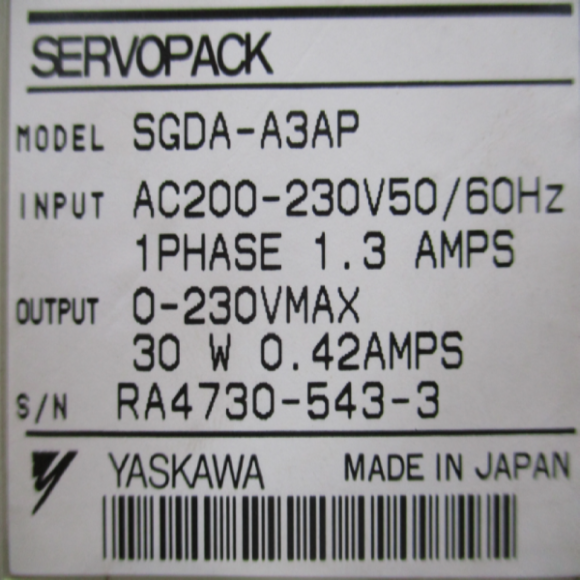 SERVOPACK
MODEL SGDA-A3AP
INPUT AC200-230V50/60Hz
1PHASE 1.3 AMPS
OUTPUT 0-230VMAX
30 W 0.42AMPS
S/N RA4730-543-3
YASKAWA MADE IN JAPAN